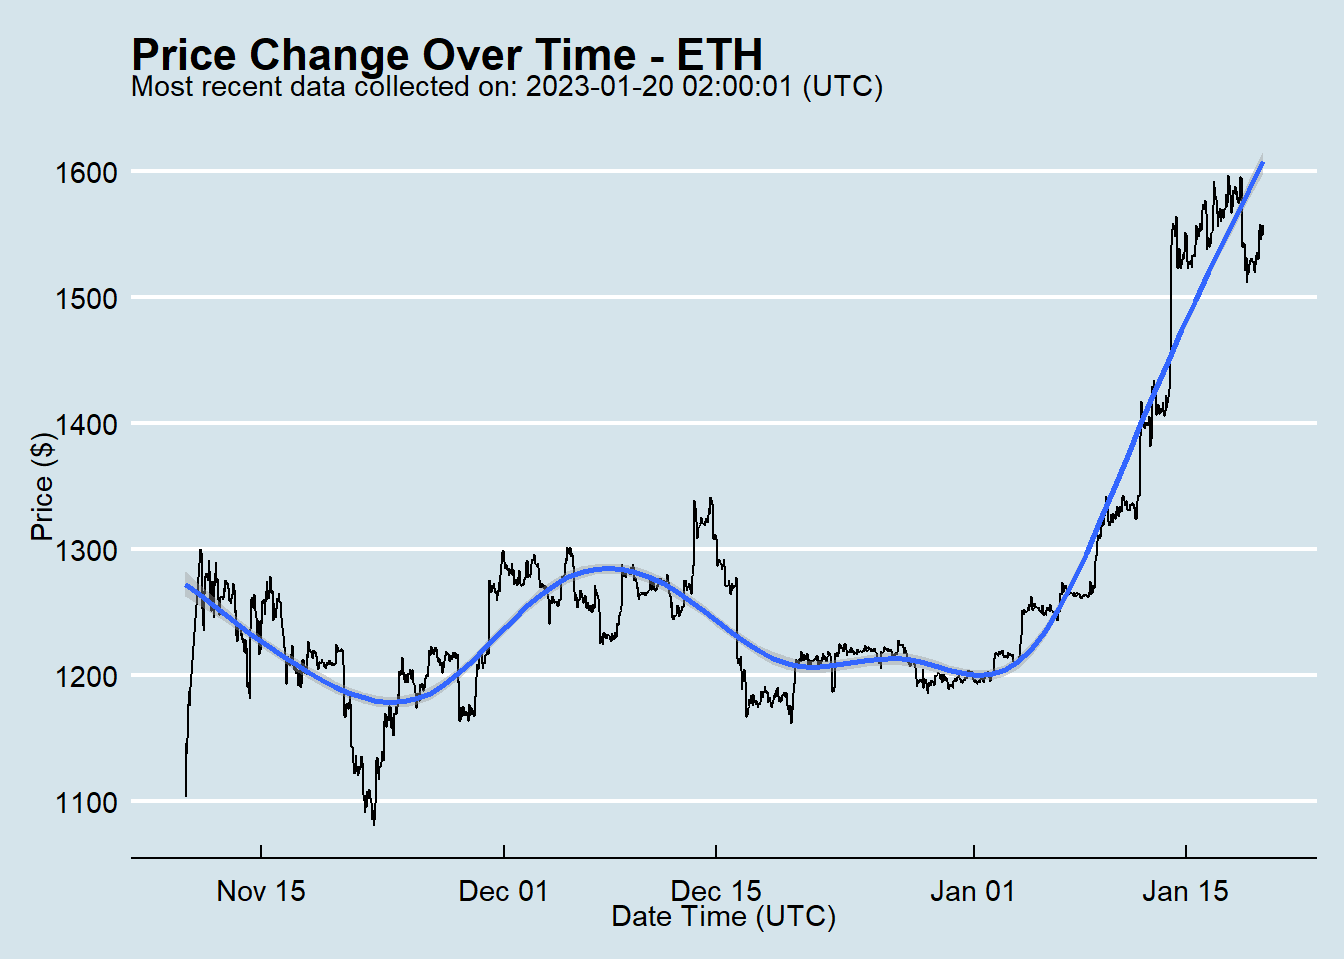 Price Change Over Time - ETH
Most recent data collected on: 2023-01-20 02:00:01 (UTC)
1600
1500
1400
1300
1200
1100
Price ($)
Nov 15 Dec 01 Dec 15 Jan 01 Jan 15
Date Time (UTC)